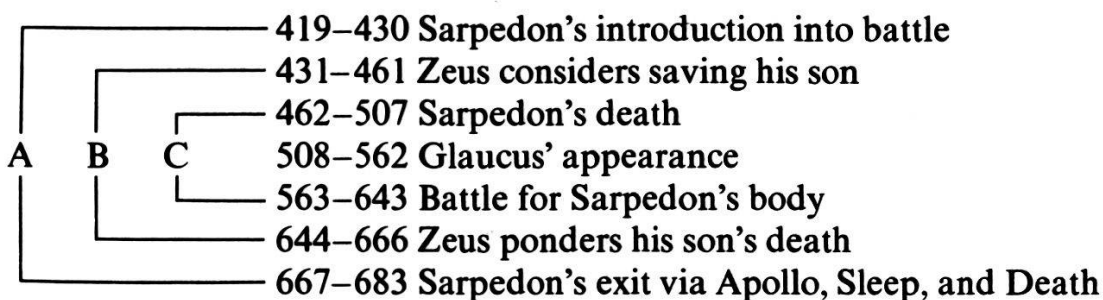 419–430 Sarpedon's introduction into battle
431–461 Zeus considers saving his son
462–507 Sarpedon's death
A B C 508–562 Glaucus' appearance
563–643 Battle for Sarpedon's body
644–666 Zeus ponders his son's death
667–683 Sarpedon's exit via Apollo, Sleep, and Death